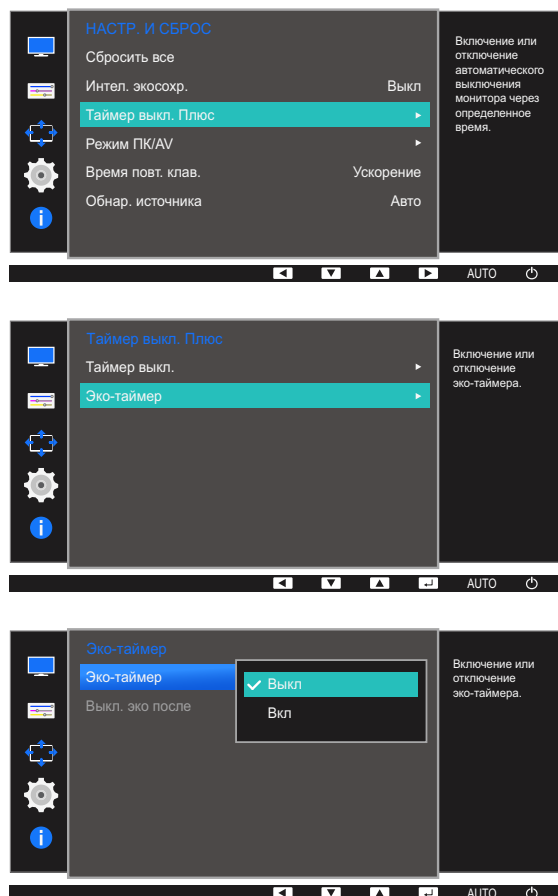 НАСТР. И СБРОС
Сбросить все
Интел. экосохр. Выкл
Таймер выкл. Плюс
Режим ПК/AV
Время повт. клав. Ускорение
Обнар. источника Авто
Включение или
отключение
автоматического
выключения
монитора через
определенное
время.
AUTO
Таймер выкл. Плюс
Таймер выкл.
Эко-таймер
Включение или
отключение
эко-таймера.
AUTO
Эко-таймер
Эко-таймер
Выкл. эко после
Выкл
Вкл
Включение или
отключение
эко-таймера.
AUTO